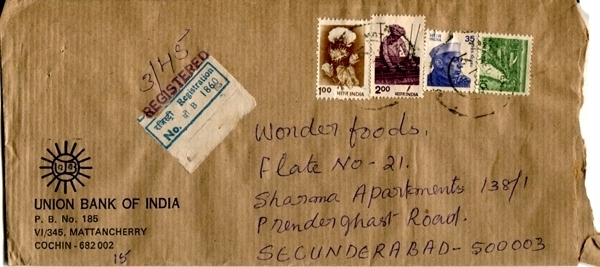 3/45
REGISTERED
रजिस्ट्री Registration
No. B 1860
1.00 भारत INDIA
2.00 भारत INDIA
35
UNION BANK OF INDIA
P. B. No. 185
VI/345, MATTANCHERRY
COCHIN - 682 002
15
Wonder foods.
Flate No - 21.
Sharona Apartments 138/1
Prenderghast Road.
SECUNDERABAD - 500003